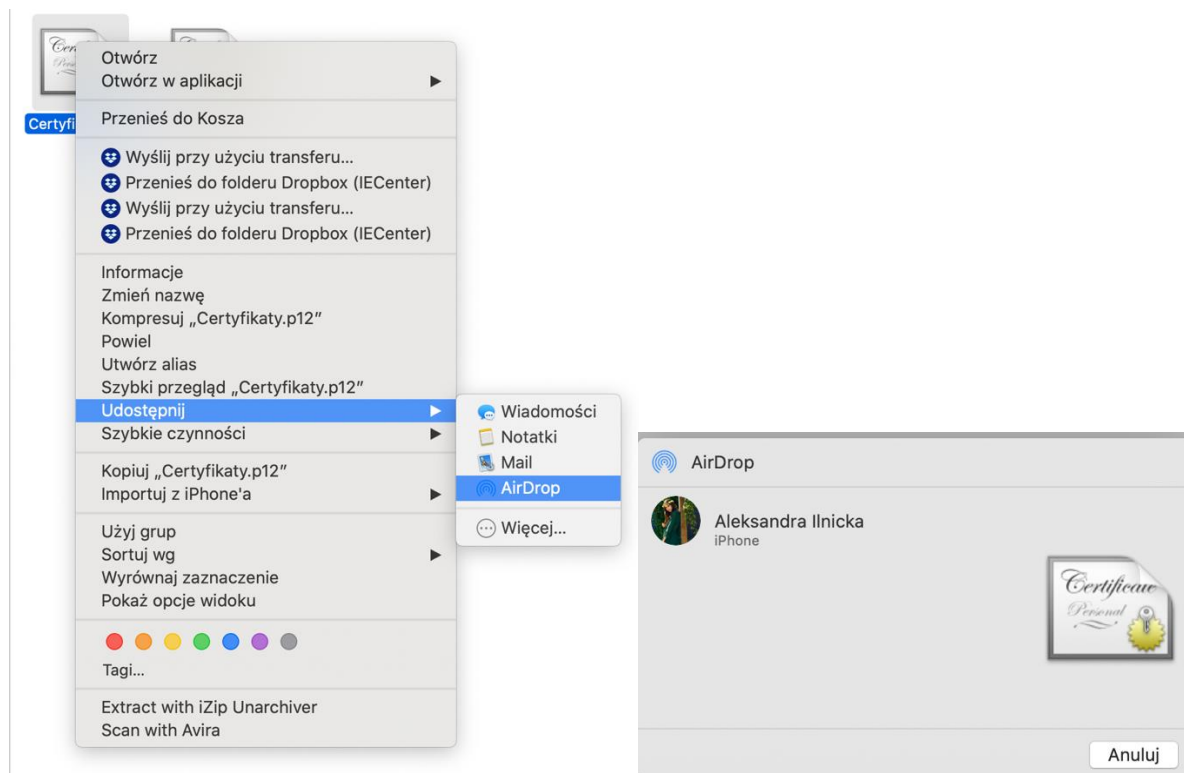 Certyfi
Otwórz
Otwórz w aplikacji
Przenieś do Kosza
Wyślij przy użyciu transferu...
Przenieś do folderu Dropbox (IECenter)
Wyślij przy użyciu transferu...
Przenieś do folderu Dropbox (IECenter)
Informacje
Zmień nazwę
Kompresuj „Certyfikaty.p12”
Powiel
Utwórz alias
Szybki przegląd „Certyfikaty.p12”
Udostępnij
Szybkie czynności
Kopiuj „Certyfikaty.p12”
Importuj z iPhone'a
Użyj grup
Sortuj wg
Wyrównaj zaznaczenie
Pokaż opcje widoku
Tagi...
Extract with iZip Unarchiver
Scan with Avira
Wiadomości
Notatki
Mail
AirDrop
Więcej...
AirDrop
Aleksandra Ilnicka
iPhone
Certificate
Personal
Anuluj